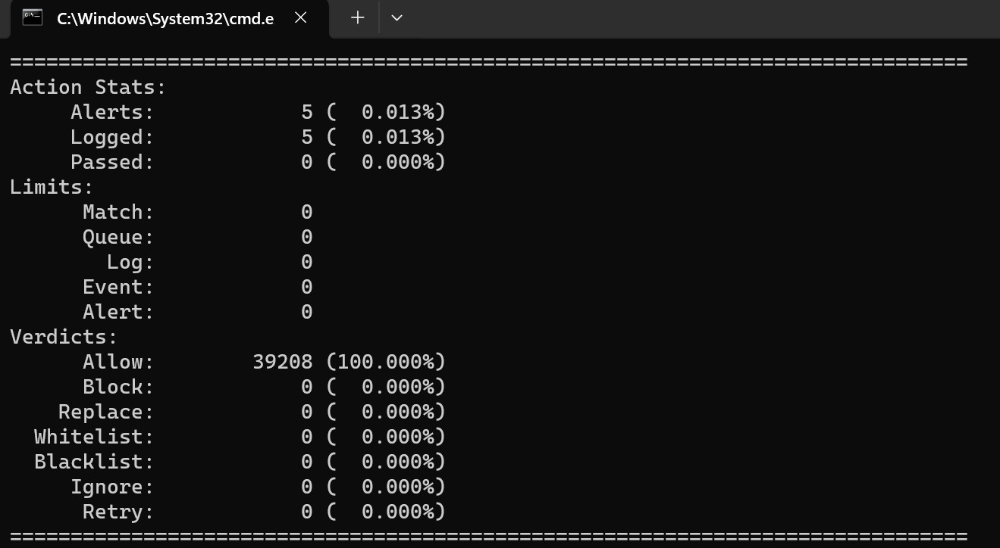 C:\Windows\System32\cmd.e
===============================================================================
Action Stats:
     Alerts:            5 (  0.013%)
     Logged:            5 (  0.013%)
     Passed:            0 (  0.000%)
Limits:
      Match:            0
      Queue:            0
        Log:            0
      Event:            0
      Alert:            0
Verdicts:
      Allow:        39208 (100.000%)
      Block:            0 (  0.000%)
    Replace:            0 (  0.000%)
  Whitelist:            0 (  0.000%)
  Blacklist:            0 (  0.000%)
     Ignore:            0 (  0.000%)
      Retry:            0 (  0.000%)
===============================================================================